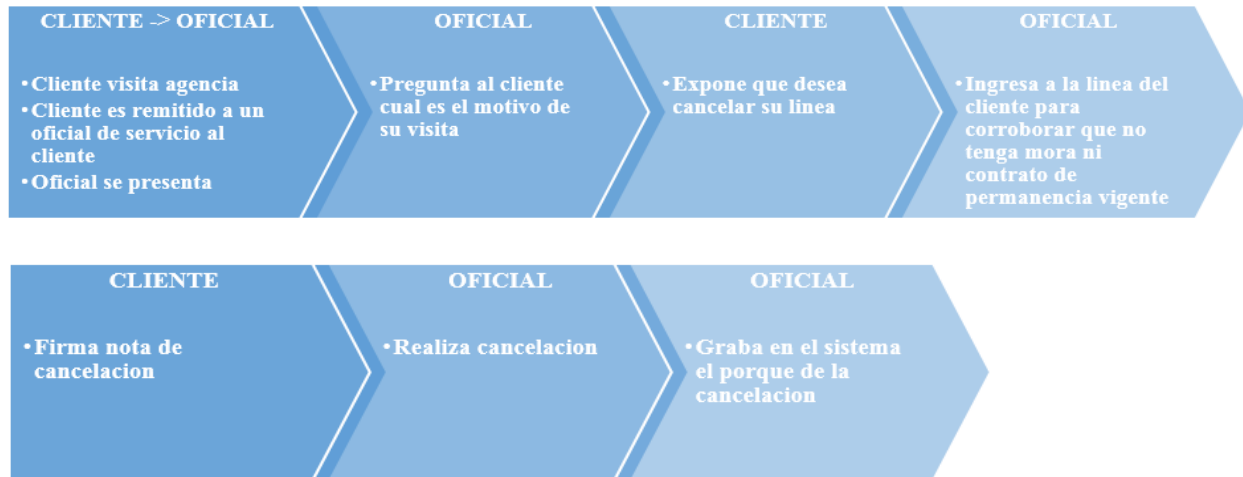 CLIENTE -> OFICIAL
•Cliente visita agencia
•Cliente es remitido a un
oficial de servicio al
cliente
•Oficial se presenta
OFICIAL
•Pregunta al cliente
cual es el motivo de
su visita
CLIENTE
•Expone que desea
cancelar su linea
OFICIAL
•Ingresa a la linea del
cliente para
corroborar que no
tenga mora ni
contrato de
permanencia vigente
CLIENTE
•Firma nota de
cancelacion
OFICIAL
•Realiza cancelacion
OFICIAL
•Graba en el sistema
el porque de la
cancelacion